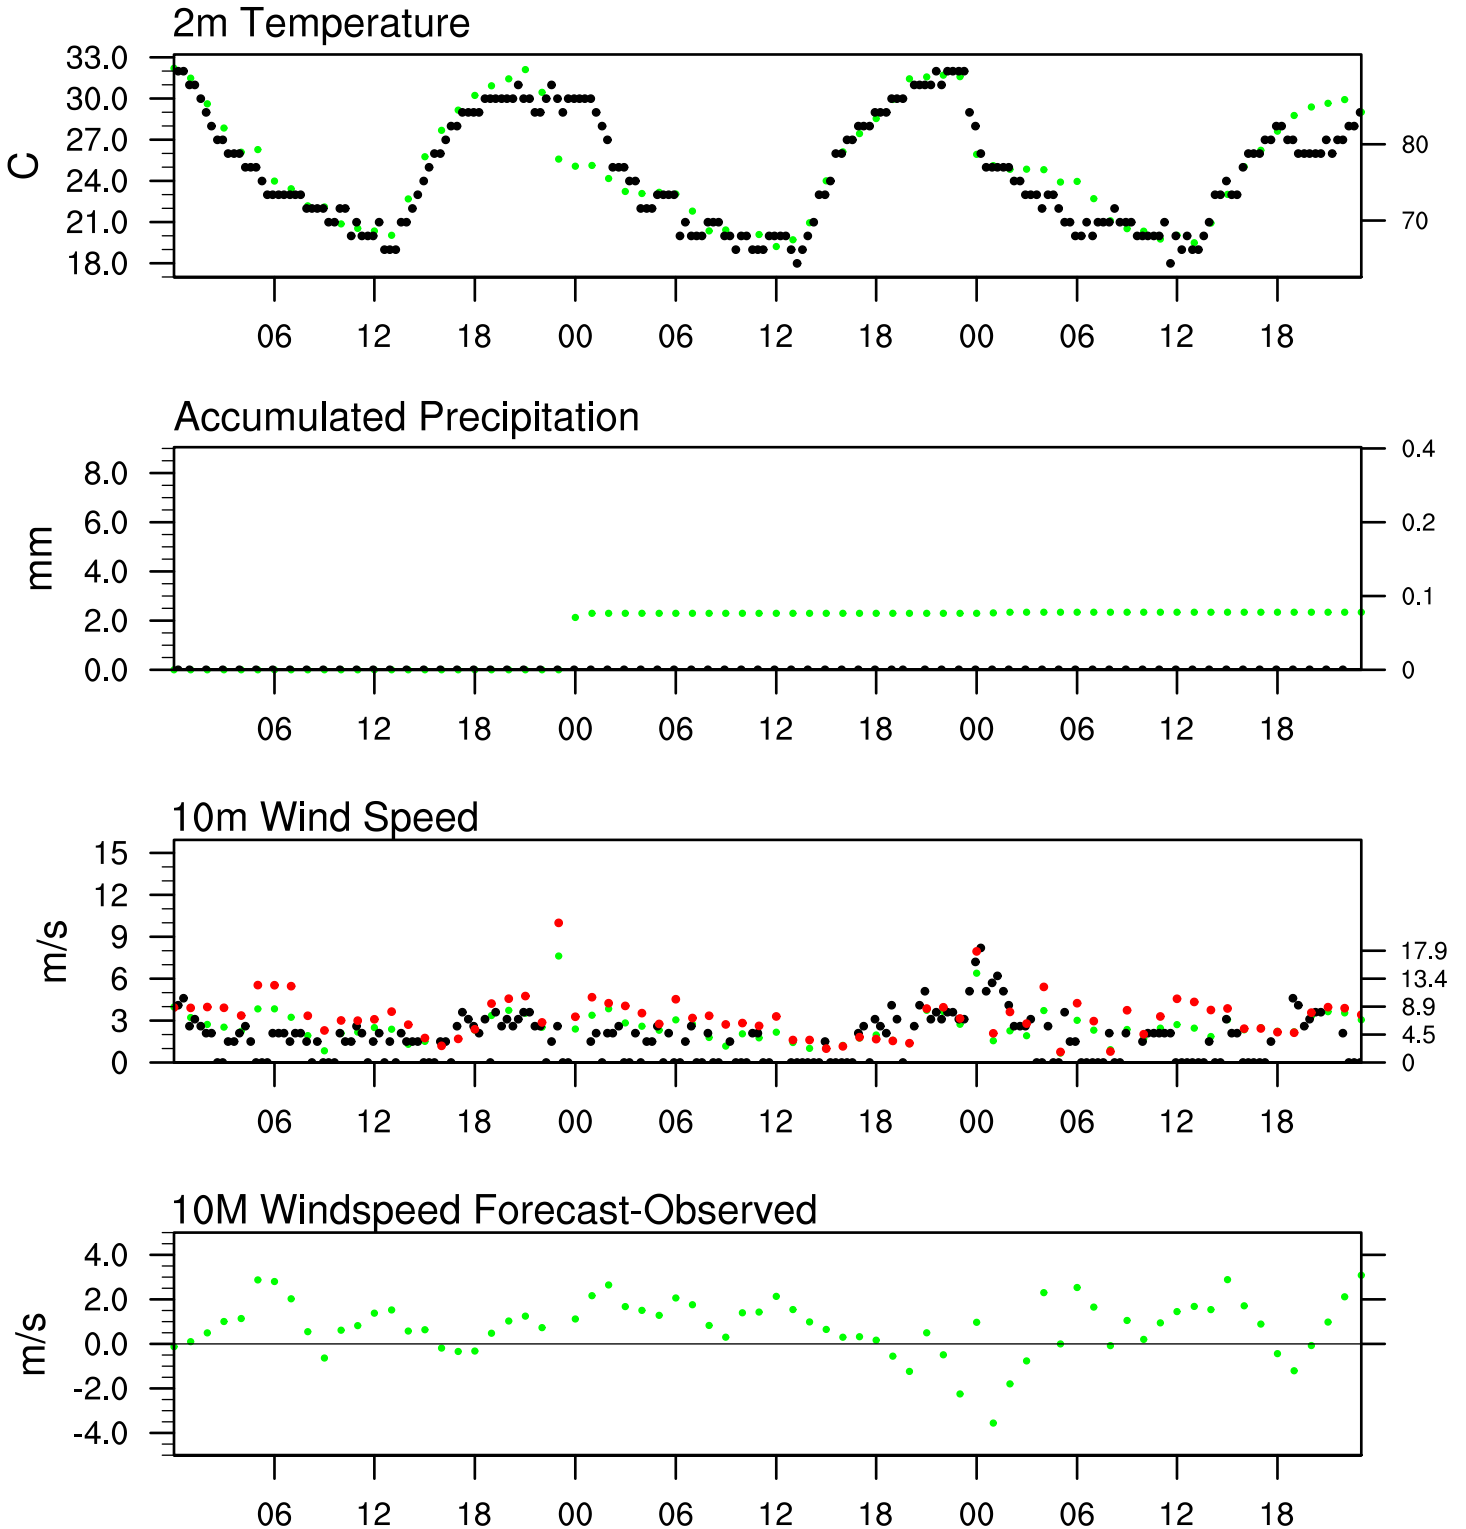 2m Temperature
33.0
30.0
27.0
24.0
21.0
18.0
C
80
70
06 12 18 00 06 12 18 00 06 12 18
Accumulated Precipitation
8.0
6.0
4.0
2.0
0.0
mm
0.4
0.2
0.1
0
06 12 18 00 06 12 18 00 06 12 18
10m Wind Speed
15
12
9
6
3
0
m/s
17.9
13.4
8.9
4.5
0
06 12 18 00 06 12 18 00 06 12 18
10M Windspeed Forecast-Observed
4.0
2.0
0.0
-2.0
-4.0
m/s
06 12 18 00 06 12 18 00 06 12 18